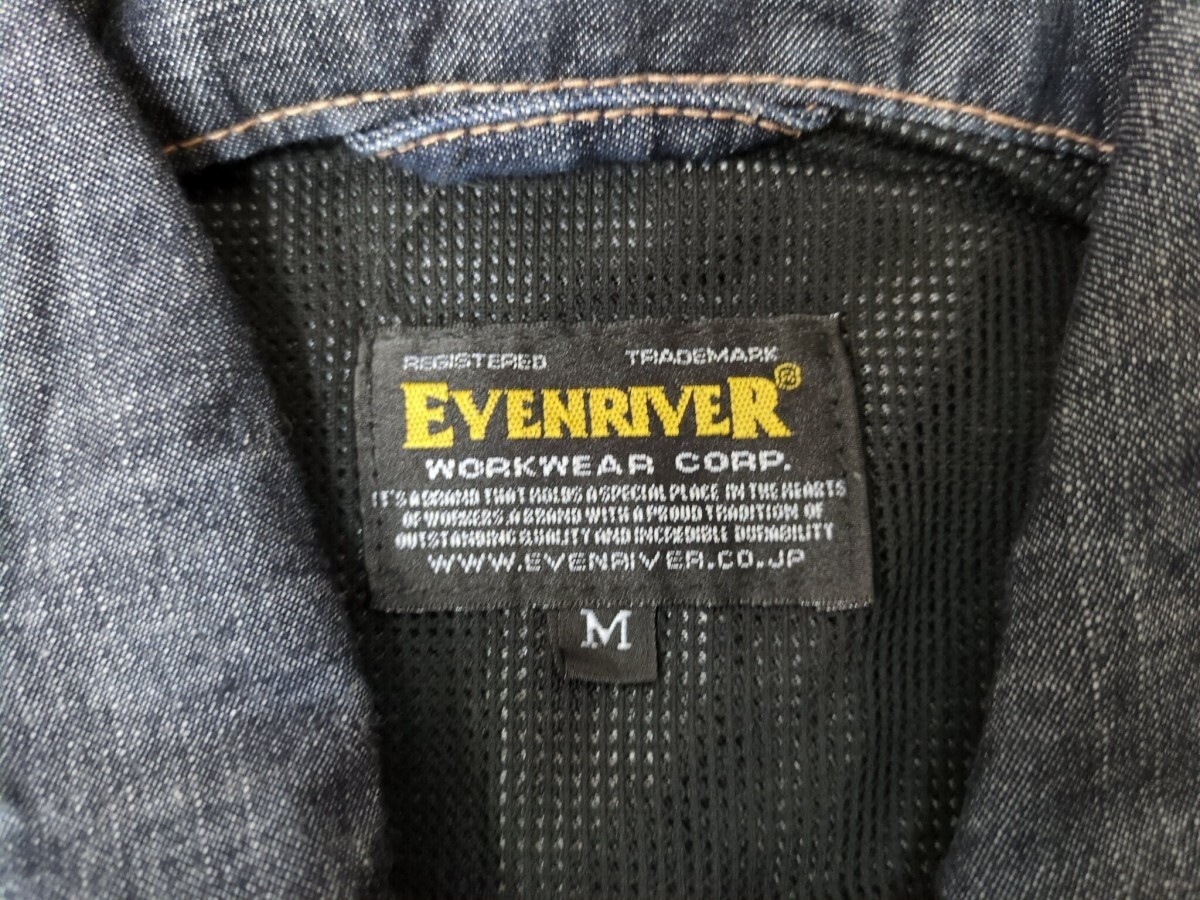 REGISTERED TRADEMARK
EVENRIVER®
WORKWEAR CORP.
IT'S A BRAND THAT HOLDS A SPECIAL PLACE IN THE HEARTS
OF WORKERS. A BRAND WITH A PROUD TRADITION OF
OUTSTANDING QUALITY AND INCREDIBLE DURABILITY
WWW.EVENRIVER.CO.JP
M